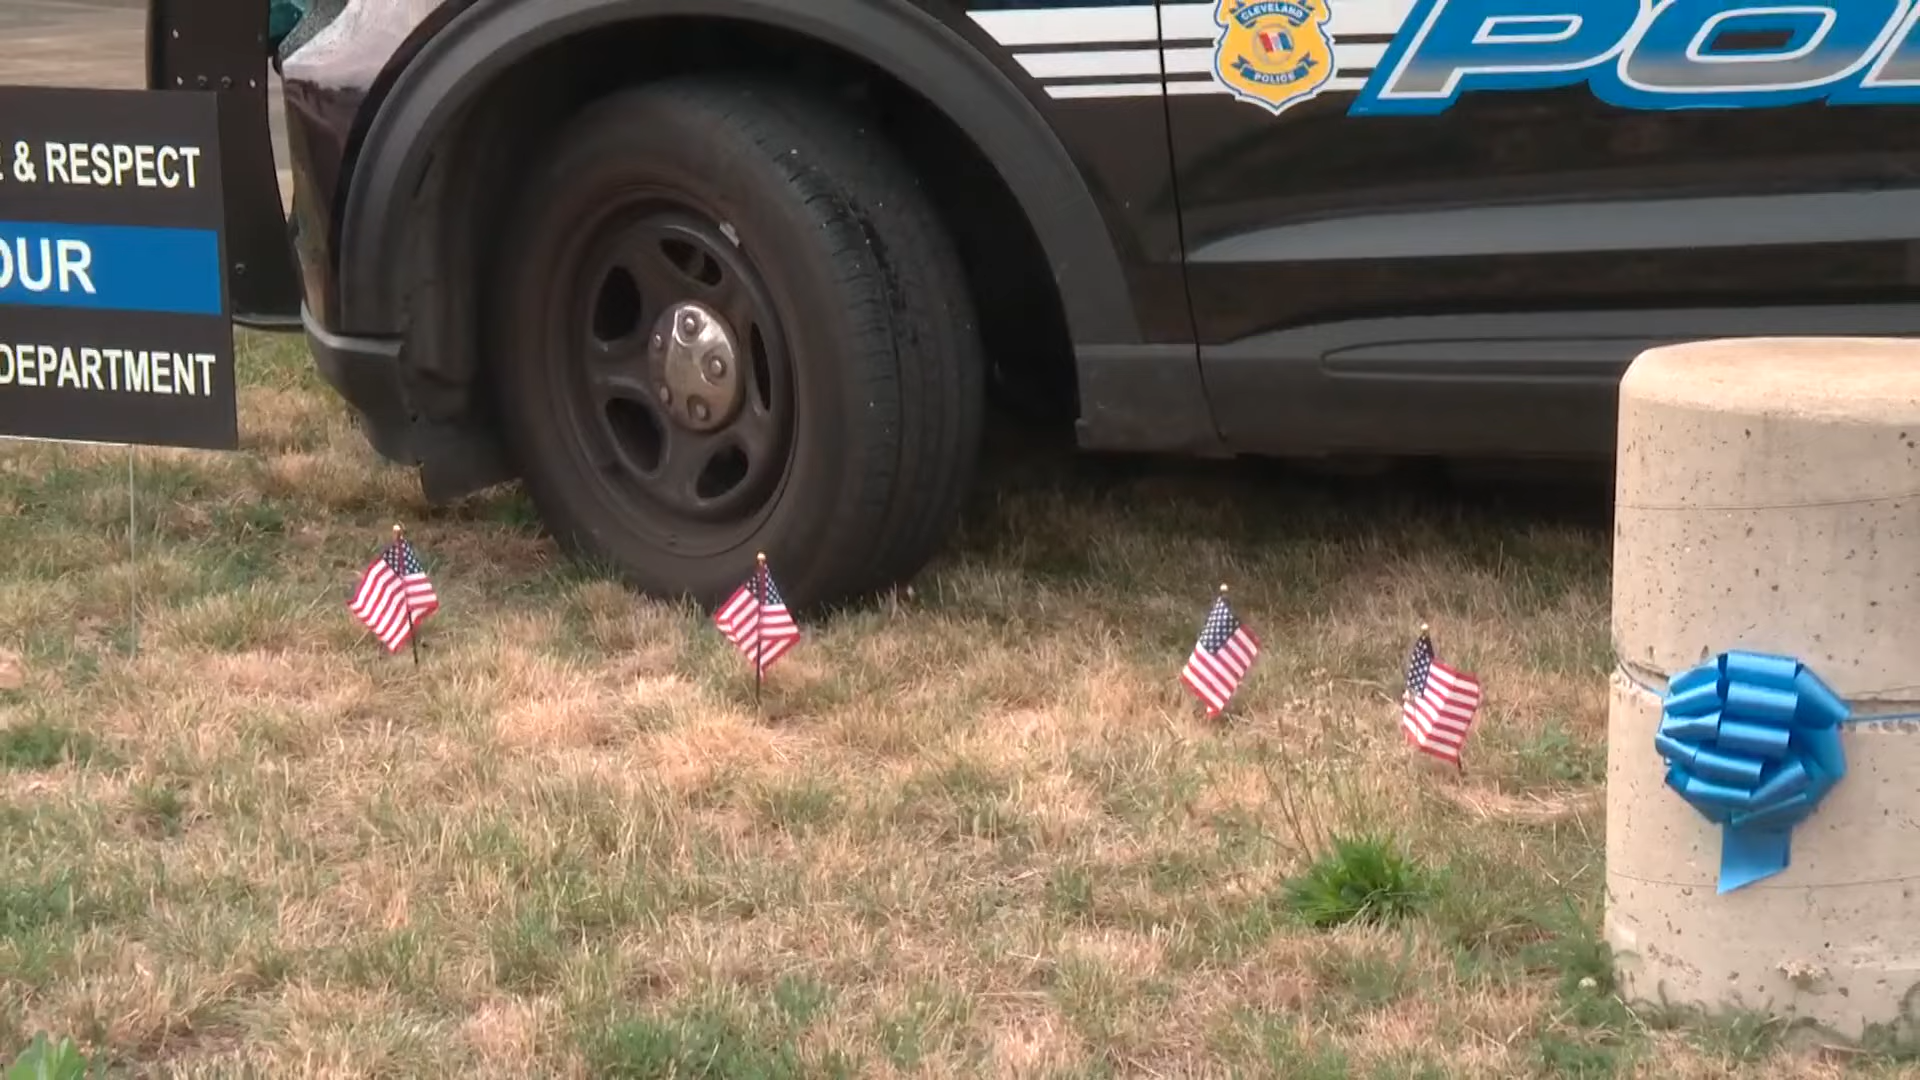 & RESPECT
OUR
DEPARTMENT
CLEVELAND
POLICE
PO